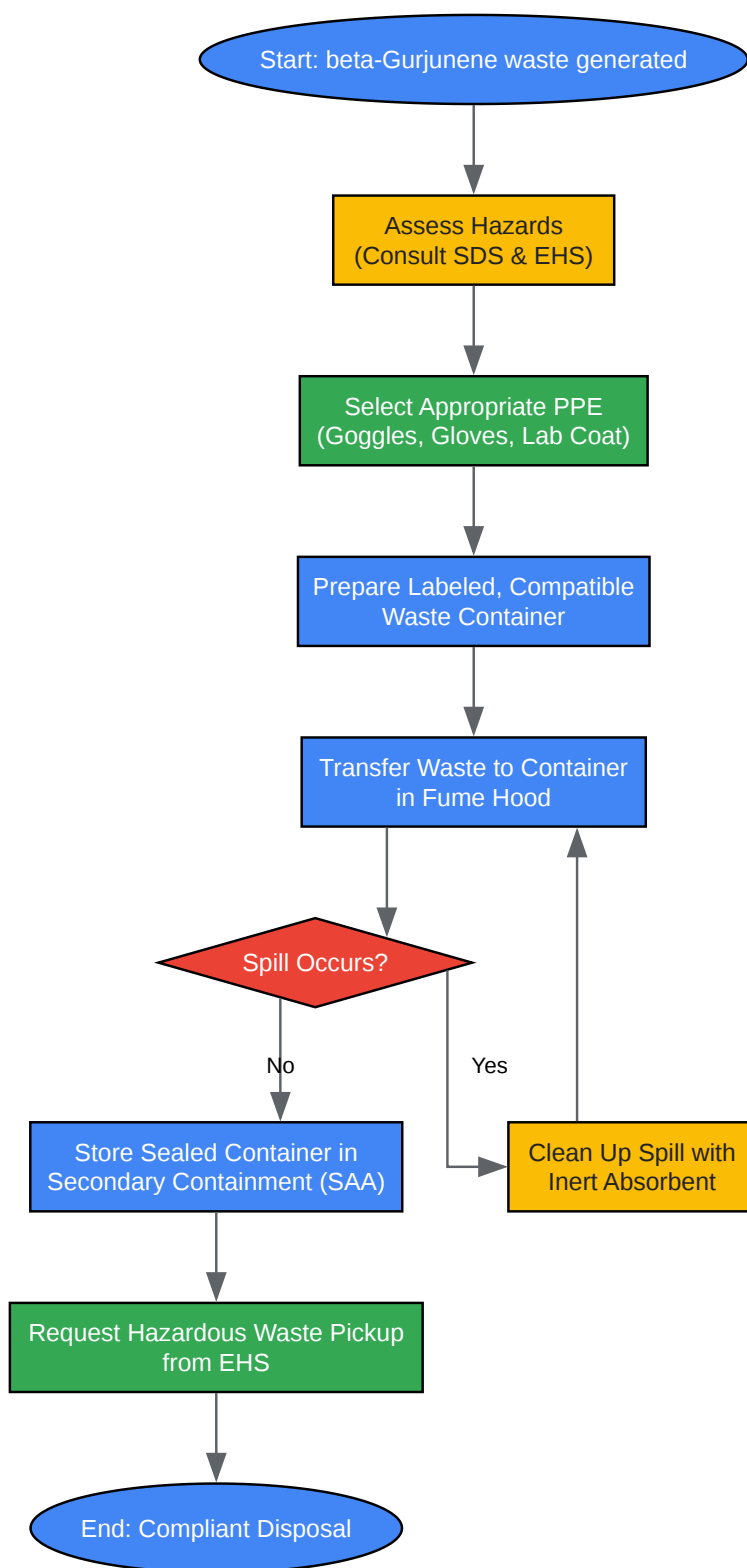 Start: beta-Gurjunene waste generated
Assess Hazards
(Consult SDS & EHS)
Select Appropriate PPE
(Goggles, Gloves, Lab Coat)
Prepare Labeled, Compatible
Waste Container
Transfer Waste to Container
in Fume Hood
Spill Occurs?
No
Yes
Store Sealed Container in
Secondary Containment (SAA)
Clean Up Spill with
Inert Absorbent
Request Hazardous Waste Pickup
from EHS
End: Compliant Disposal